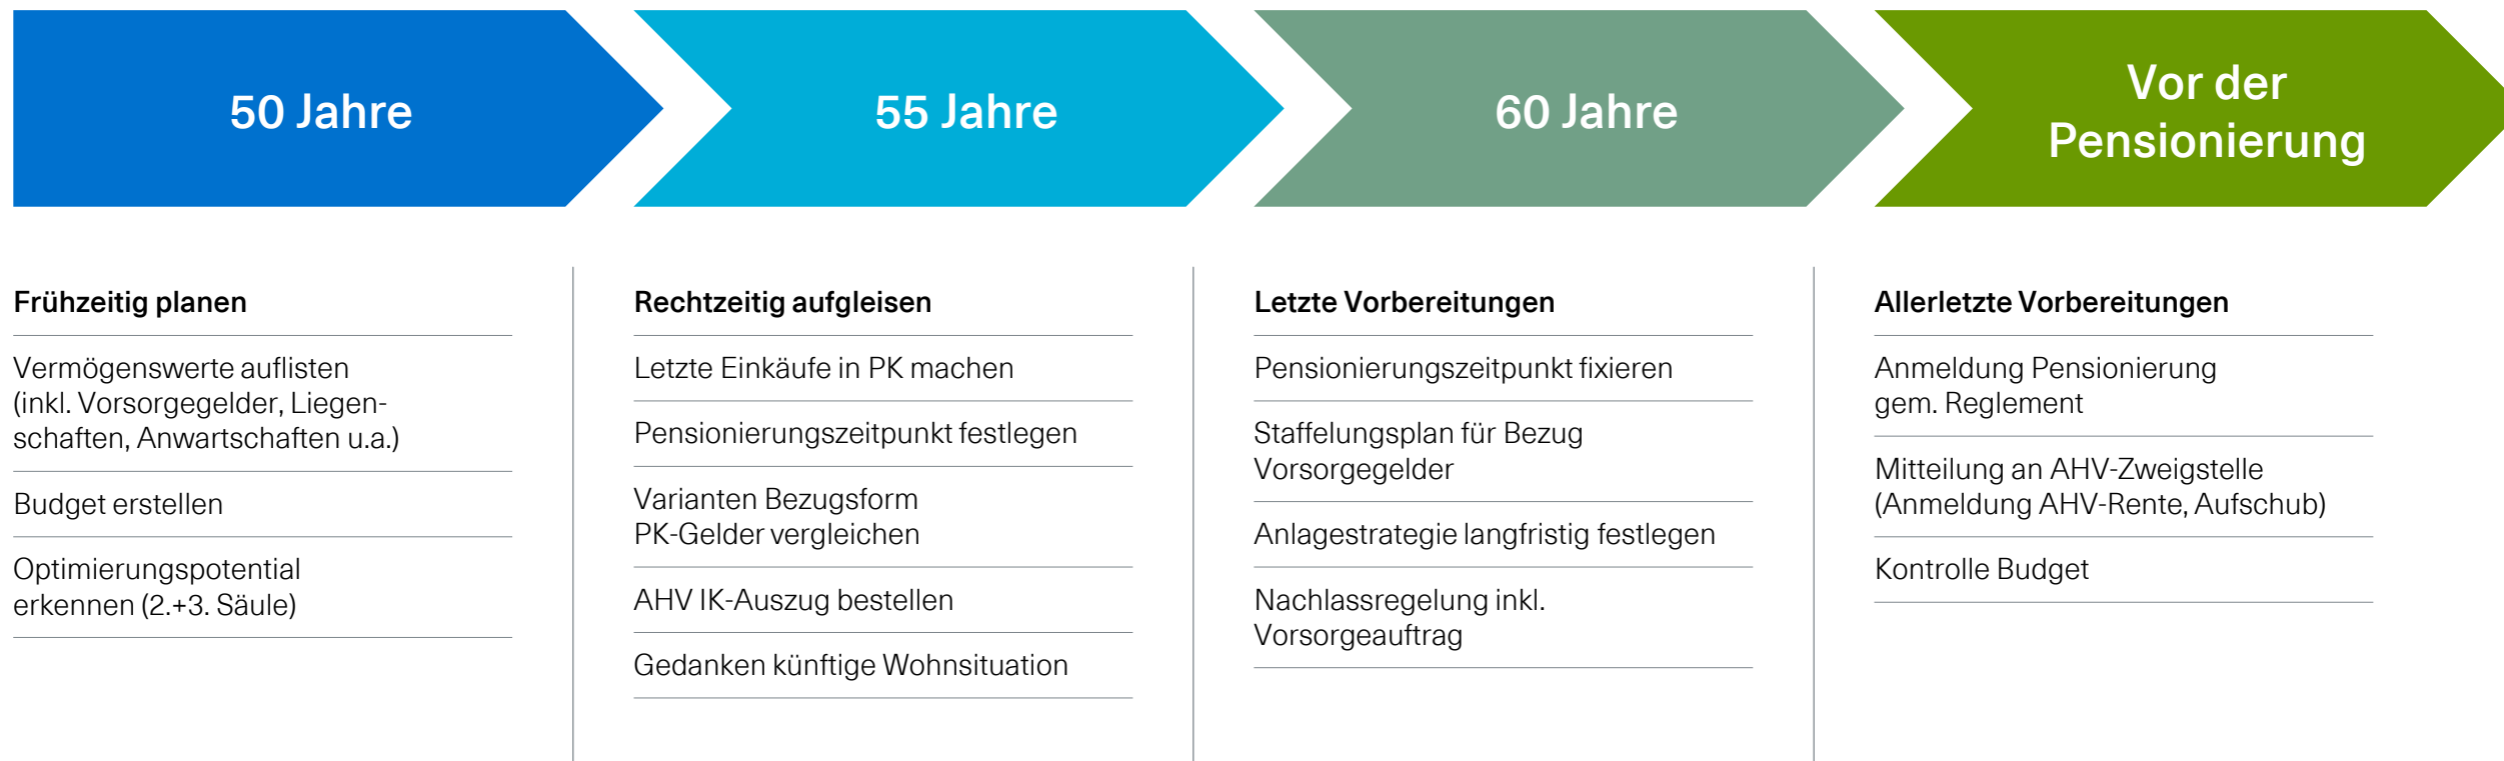 50 Jahre
55 Jahre
60 Jahre
Vor der
Pensionierung
Frühzeitig planen
Vermögenswerte auflisten
(inkl. Vorsorgegelder, Liegen-
schaften, Anwartschaften u.a.)
Budget erstellen
Optimierungspotential
erkennen (2.+3. Säule)
Rechtzeitig aufgleisen
Letzte Einkäufe in PK machen
Pensionierungszeitpunkt festlegen
Varianten Bezugsform
PK-Gelder vergleichen
AHV IK-Auszug bestellen
Gedanken künftige Wohnsituation
Letzte Vorbereitungen
Pensionierungszeitpunkt fixieren
Staffelungsplan für Bezug
Vorsorgegelder
Anlagestrategie langfristig festlegen
Nachlassregelung inkl.
Vorsorgeauftrag
Allerletzte Vorbereitungen
Anmeldung Pensionierung
gem. Reglement
Mitteilung an AHV-Zweigstelle
(Anmeldung AHV-Rente, Aufschub)
Kontrolle Budget